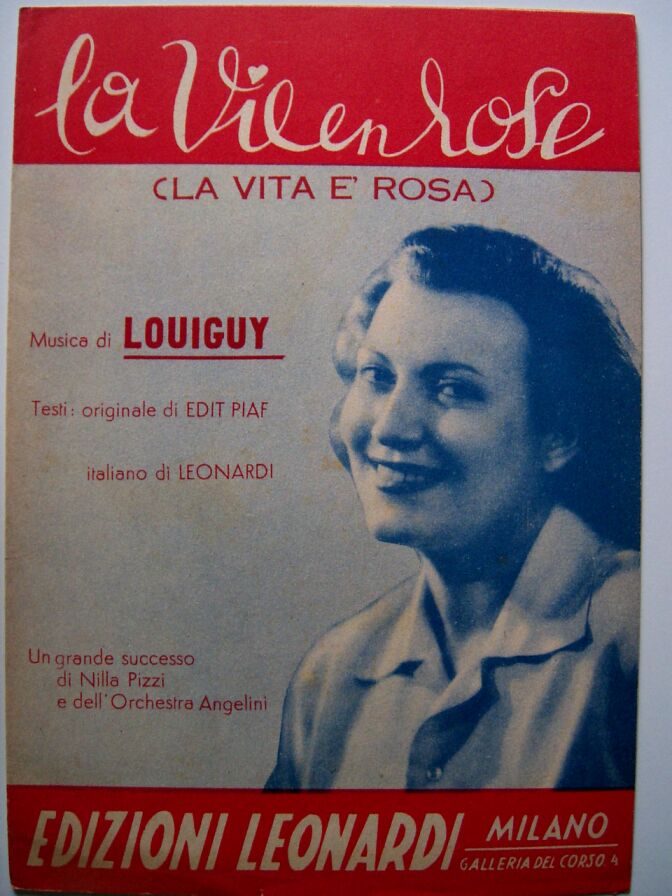 la Vie en rose
(LA VITA E' ROSA)
Musica di LOUIGUY
Testi: originale di EDIT PIAF
italiano di LEONARDI
Un grande successo
di Nilla Pizzi
e dell'Orchestra Angelini
EDIZIONI LEONARDI MILANO
GALLERIA DEL CORSO 4